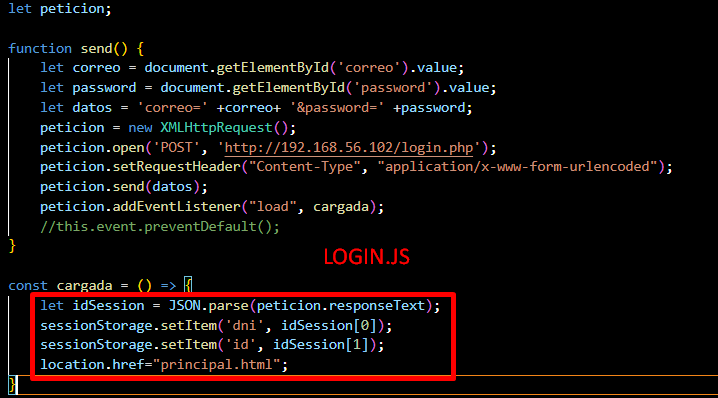 let peticion;
function send() {
let correo = document.getElementById('correo').value;
let password = document.getElementById('password').value;
let datos = 'correo=' +correo+ '&password=' +password;
peticion = new XMLHttpRequest();
peticion.open('POST', 'http://192.168.56.102/login.php');
peticion.setRequestHeader("Content-Type", "application/x-www-form-urlencoded");
peticion.send(datos);
peticion.addEventListener("load", cargada);
//this.event.preventDefault();
}
LOGIN.JS
const cargada = () => {
let idSession = JSON.parse(peticion.responseText);
sessionStorage.setItem('dni', idSession[0]);
sessionStorage.setItem('id', idSession[1]);
location.href="principal.html";
}